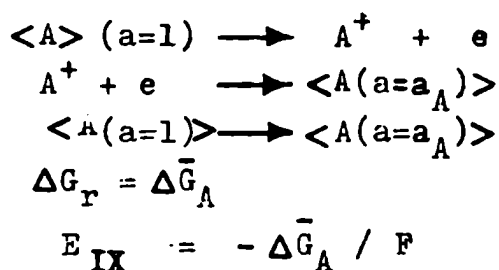 <A> (a=1) ⟶ A⁺ + e
A⁺ + e ⟶ <A(a=a_A)>
<A(a=1)> ⟶ <A(a=a_A)>
ΔG_r = ΔḠ_A
E_IX = - ΔḠ_A / F